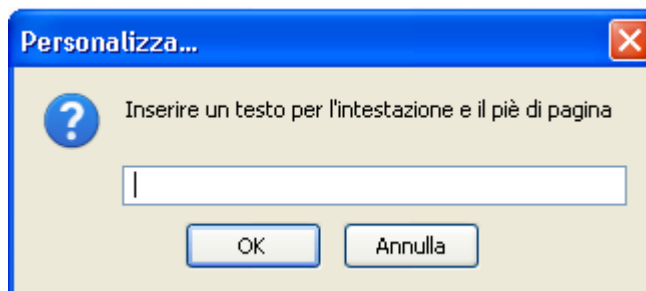 Personalizza...
Inserire un testo per l'intestazione e il piè di pagina
OK
Annulla